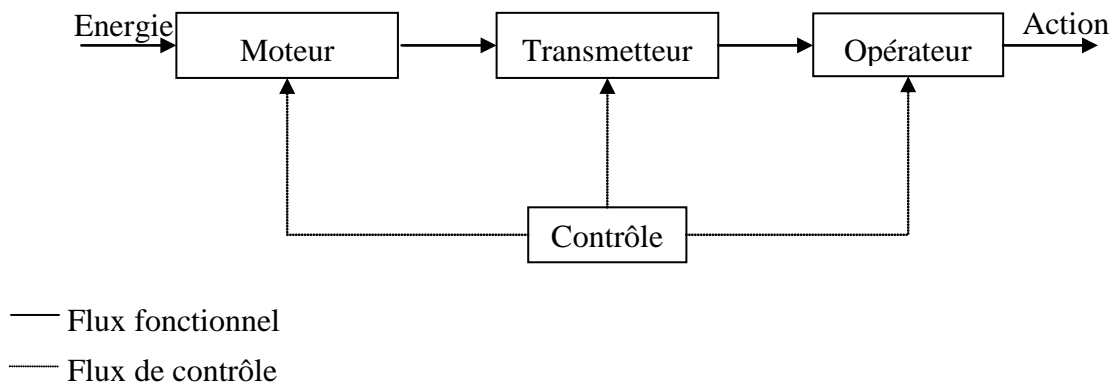 Energie
Action
Moteur
Transmetteur
Opérateur
Contrôle
Flux fonctionnel
Flux de contrôle